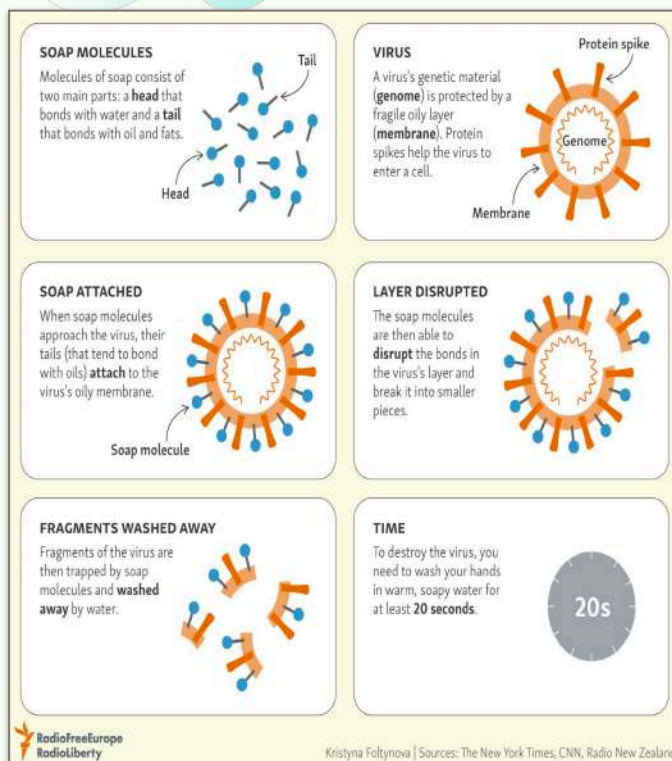 SOAP MOLECULES
Molecules of soap consist of
two main parts: a head that
bonds with water and a tail
that bonds with oil and fats.
Tail
Head
VIRUS
A virus's genetic material
(genome) is protected by a
fragile oily layer
(membrane). Protein
spikes help the virus to
enter a cell.
Protein spike
Genome
Membrane
SOAP ATTACHED
When soap molecules
approach the virus, their
tails (that tend to bond
with oils) attach to the
virus's oily membrane.
Soap molecule
LAYER DISRUPTED
The soap molecules
are then able to
disrupt the bonds in
the virus's layer and
break it into smaller
pieces.
FRAGMENTS WASHED AWAY
Fragments of the virus are
then trapped by soap
molecules and washed
away by water.
TIME
To destroy the virus, you
need to wash your hands
in warm, soapy water for
at least 20 seconds.
20s
RadioFreeEurope
RadioLiberty
Kristyna Foltynova | Sources: The New York Times, CNN, Radio New Zealand